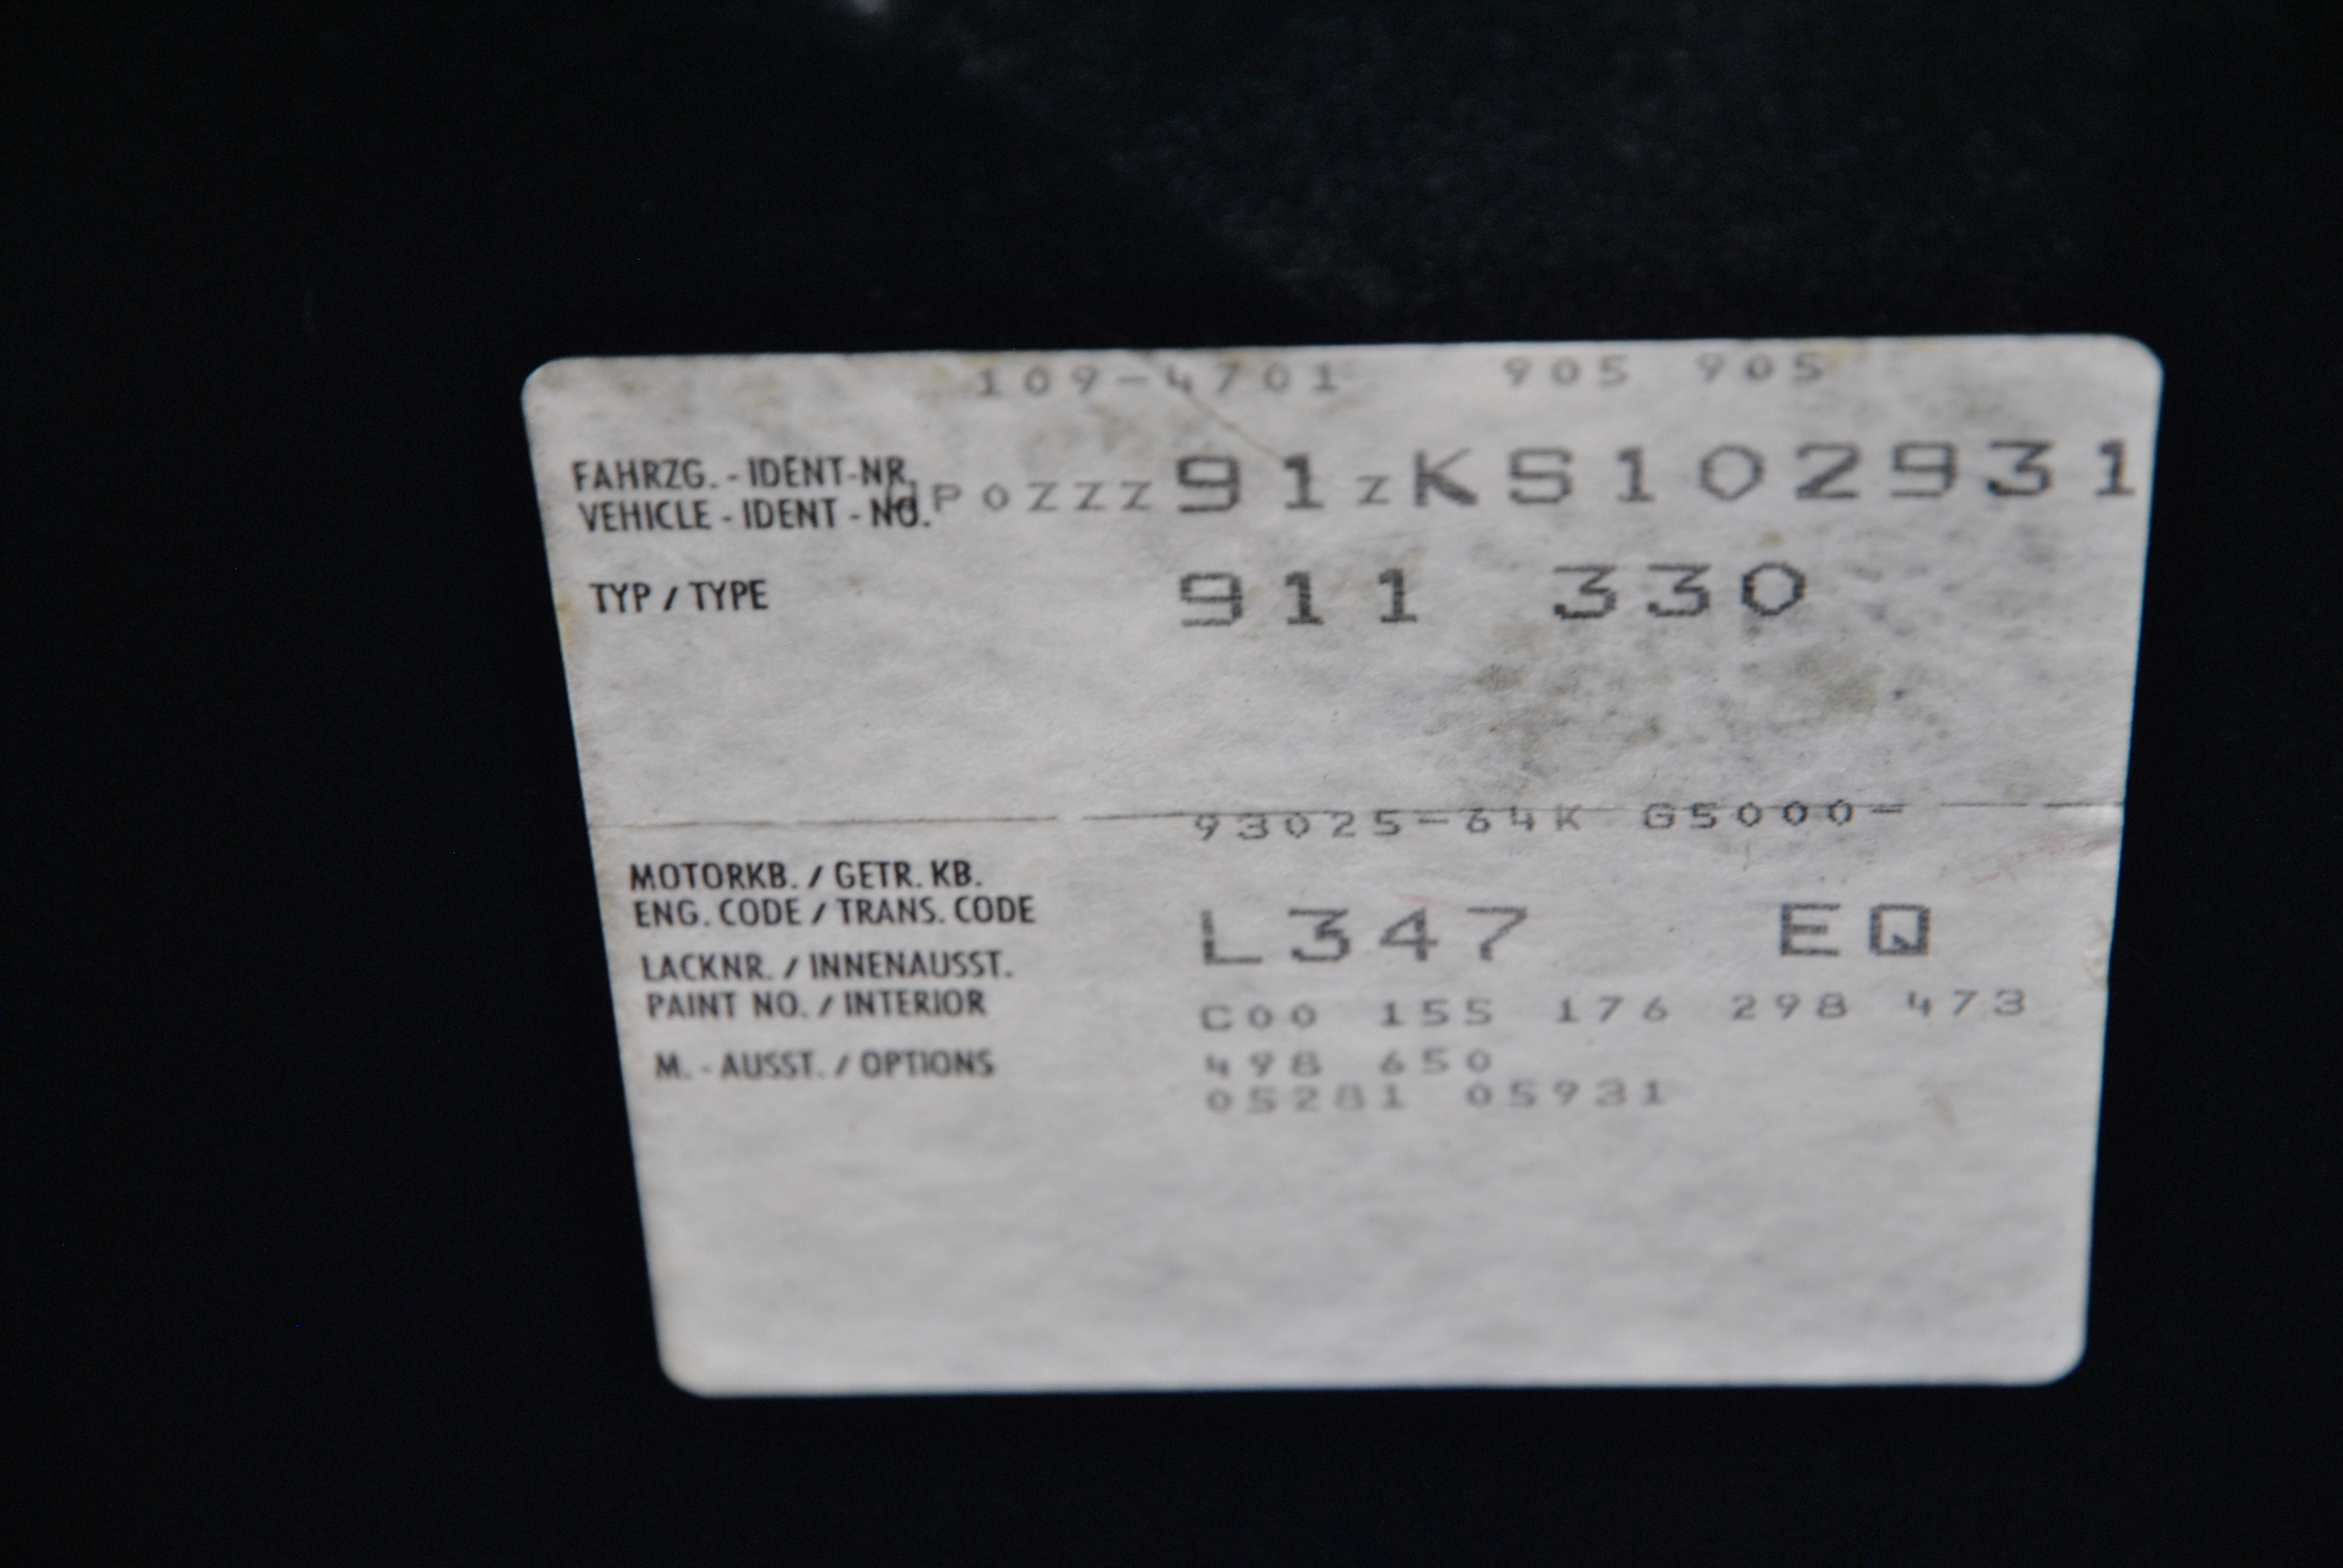 109-4701 905 905
FAHRZG. - IDENT-NR.
VEHICLE - IDENT - NO. WP0ZZZ91ZKS102931
TYP / TYPE 911 330
93025-64K G5000-
MOTORKB. / GETR. KB.
ENG. CODE / TRANS. CODE L347 EQ
LACKNR. / INNENAUSST.
PAINT NO. / INTERIOR C00 155 176 298 473
M. - AUSST. / OPTIONS 498 650
05281 05931